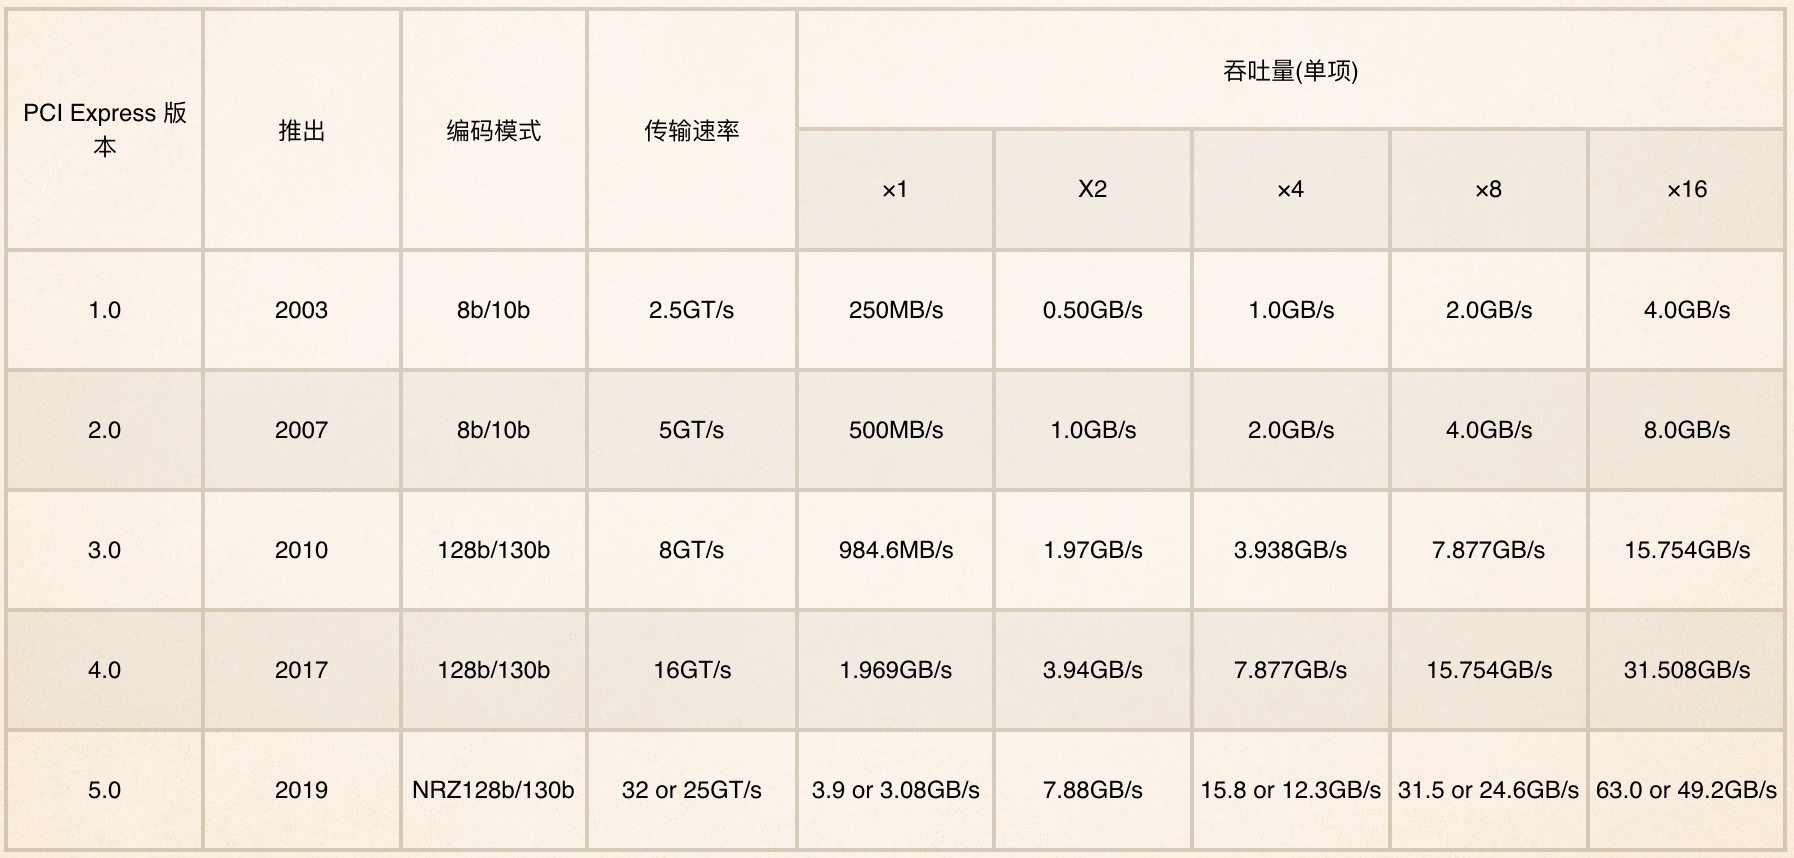 PCI Express 版
本
推出
编码模式
传输速率
吞吐量(单项)
×1
X2
×4
×8
×16
1.0
2003
8b/10b
2.5GT/s
250MB/s
0.50GB/s
1.0GB/s
2.0GB/s
4.0GB/s
2.0
2007
8b/10b
5GT/s
500MB/s
1.0GB/s
2.0GB/s
4.0GB/s
8.0GB/s
3.0
2010
128b/130b
8GT/s
984.6MB/s
1.97GB/s
3.938GB/s
7.877GB/s
15.754GB/s
4.0
2017
128b/130b
16GT/s
1.969GB/s
3.94GB/s
7.877GB/s
15.754GB/s
31.508GB/s
5.0
2019
NRZ128b/130b
32 or 25GT/s
3.9 or 3.08GB/s
7.88GB/s
15.8 or 12.3GB/s
31.5 or 24.6GB/s
63.0 or 49.2GB/s